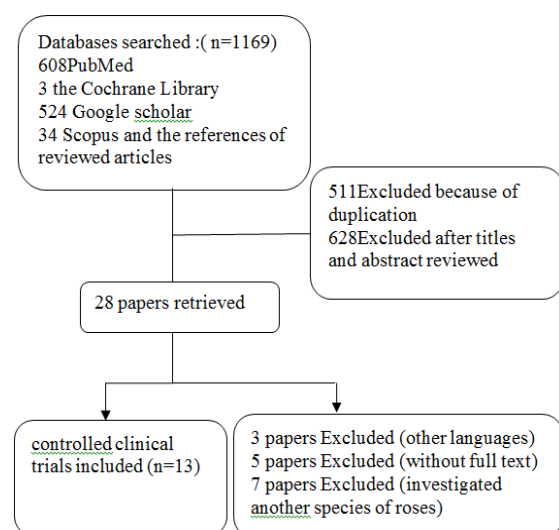 Databases searched :( n=1169)
608PubMed
3 the Cochrane Library
524 Google scholar
34 Scopus and the references of
reviewed articles
511Excluded because of
duplication
628Excluded after titles
and abstract reviewed
28 papers retrieved
controlled clinical
trials included (n=13)
3 papers Excluded (other languages)
5 papers Excluded (without full text)
7 papers Excluded (investigated
another species of roses)